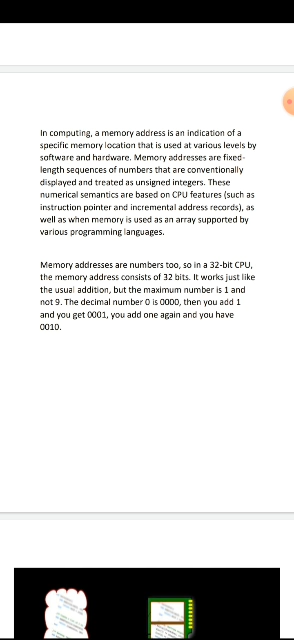 In computing, a memory address is an indication of a
specific memory location that is used at various levels by
software and hardware. Memory addresses are fixed-
length sequences of numbers that are conventionally
displayed and treated as unsigned integers. These
numerical semantics are based on CPU features (such as
instruction pointer and incremental address records), as
well as when memory is used as an array supported by
various programming languages.
Memory addresses are numbers too, so in a 32-bit CPU,
the memory address consists of 32 bits. It works just like
the usual addition, but the maximum number is 1 and
not 9. The decimal number 0 is 0000, then you add 1
and you get 0001, you add one again and you have
0010.